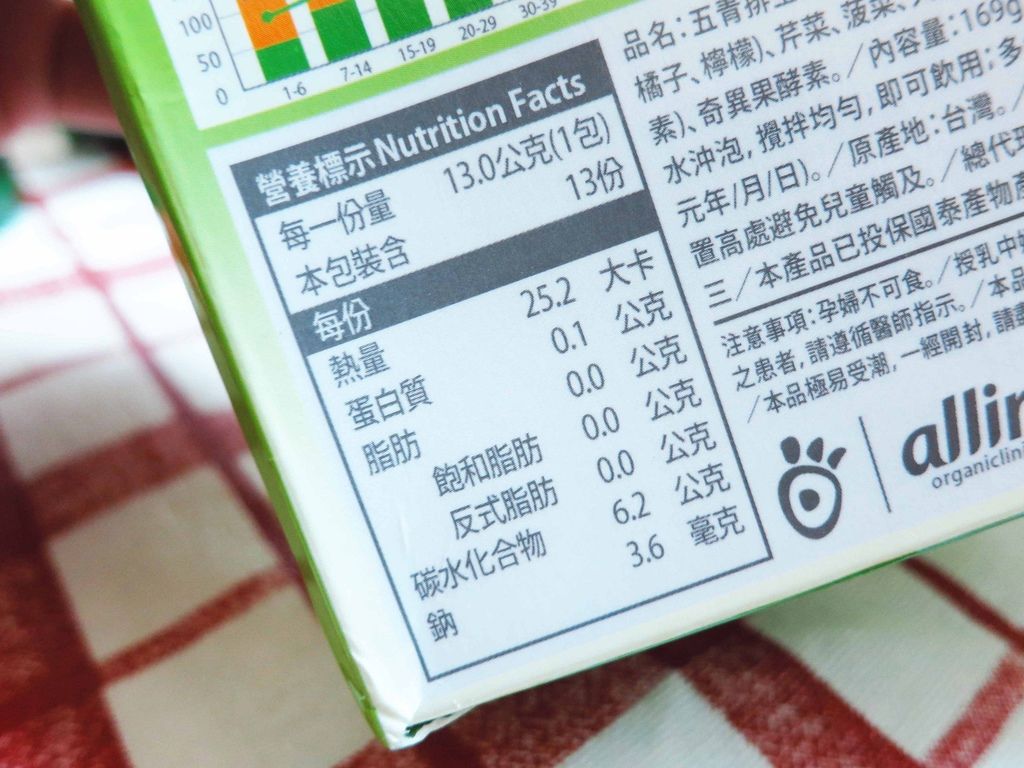 100
50
0
1-6
7-14
15-19
20-29
30-39
營養標示Nutrition Facts
每一份量 13.0公克(1包)
本包裝含 13份
每份
熱量 25.2 大卡
蛋白質 0.1 公克
脂肪 0.0 公克
飽和脂肪 0.0 公克
反式脂肪 0.0 公克
碳水化合物 6.2 公克
鈉 3.6 毫克
品名:五青排
橘子、檸檬)、芹菜、菠菜、
素)、奇異果酵素。/內容量:169g
水沖泡,攪拌均勻,即可飲用;多
元年/月/日)。/原產地:台灣。/
置高處避免兒童觸及。/總代理
三/本產品已投保國泰產物產
注意事項:孕婦不可食。/授乳中
之患者,請遵循醫師指示。/本品
/本品極易受潮,一經開封,請盡
allin
organiclini